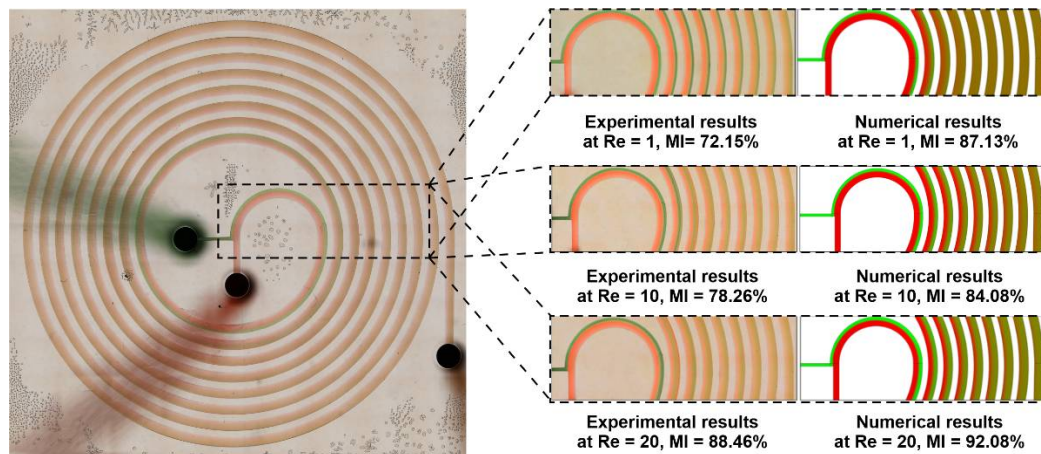 Experimental results
at Re = 1, MI= 72.15%
Numerical results
at Re = 1, MI = 87.13%
Experimental results
at Re = 10, MI = 78.26%
Numerical results
at Re = 10, MI = 84.08%
Experimental results
at Re = 20, MI = 88.46%
Numerical results
at Re = 20, MI = 92.08%